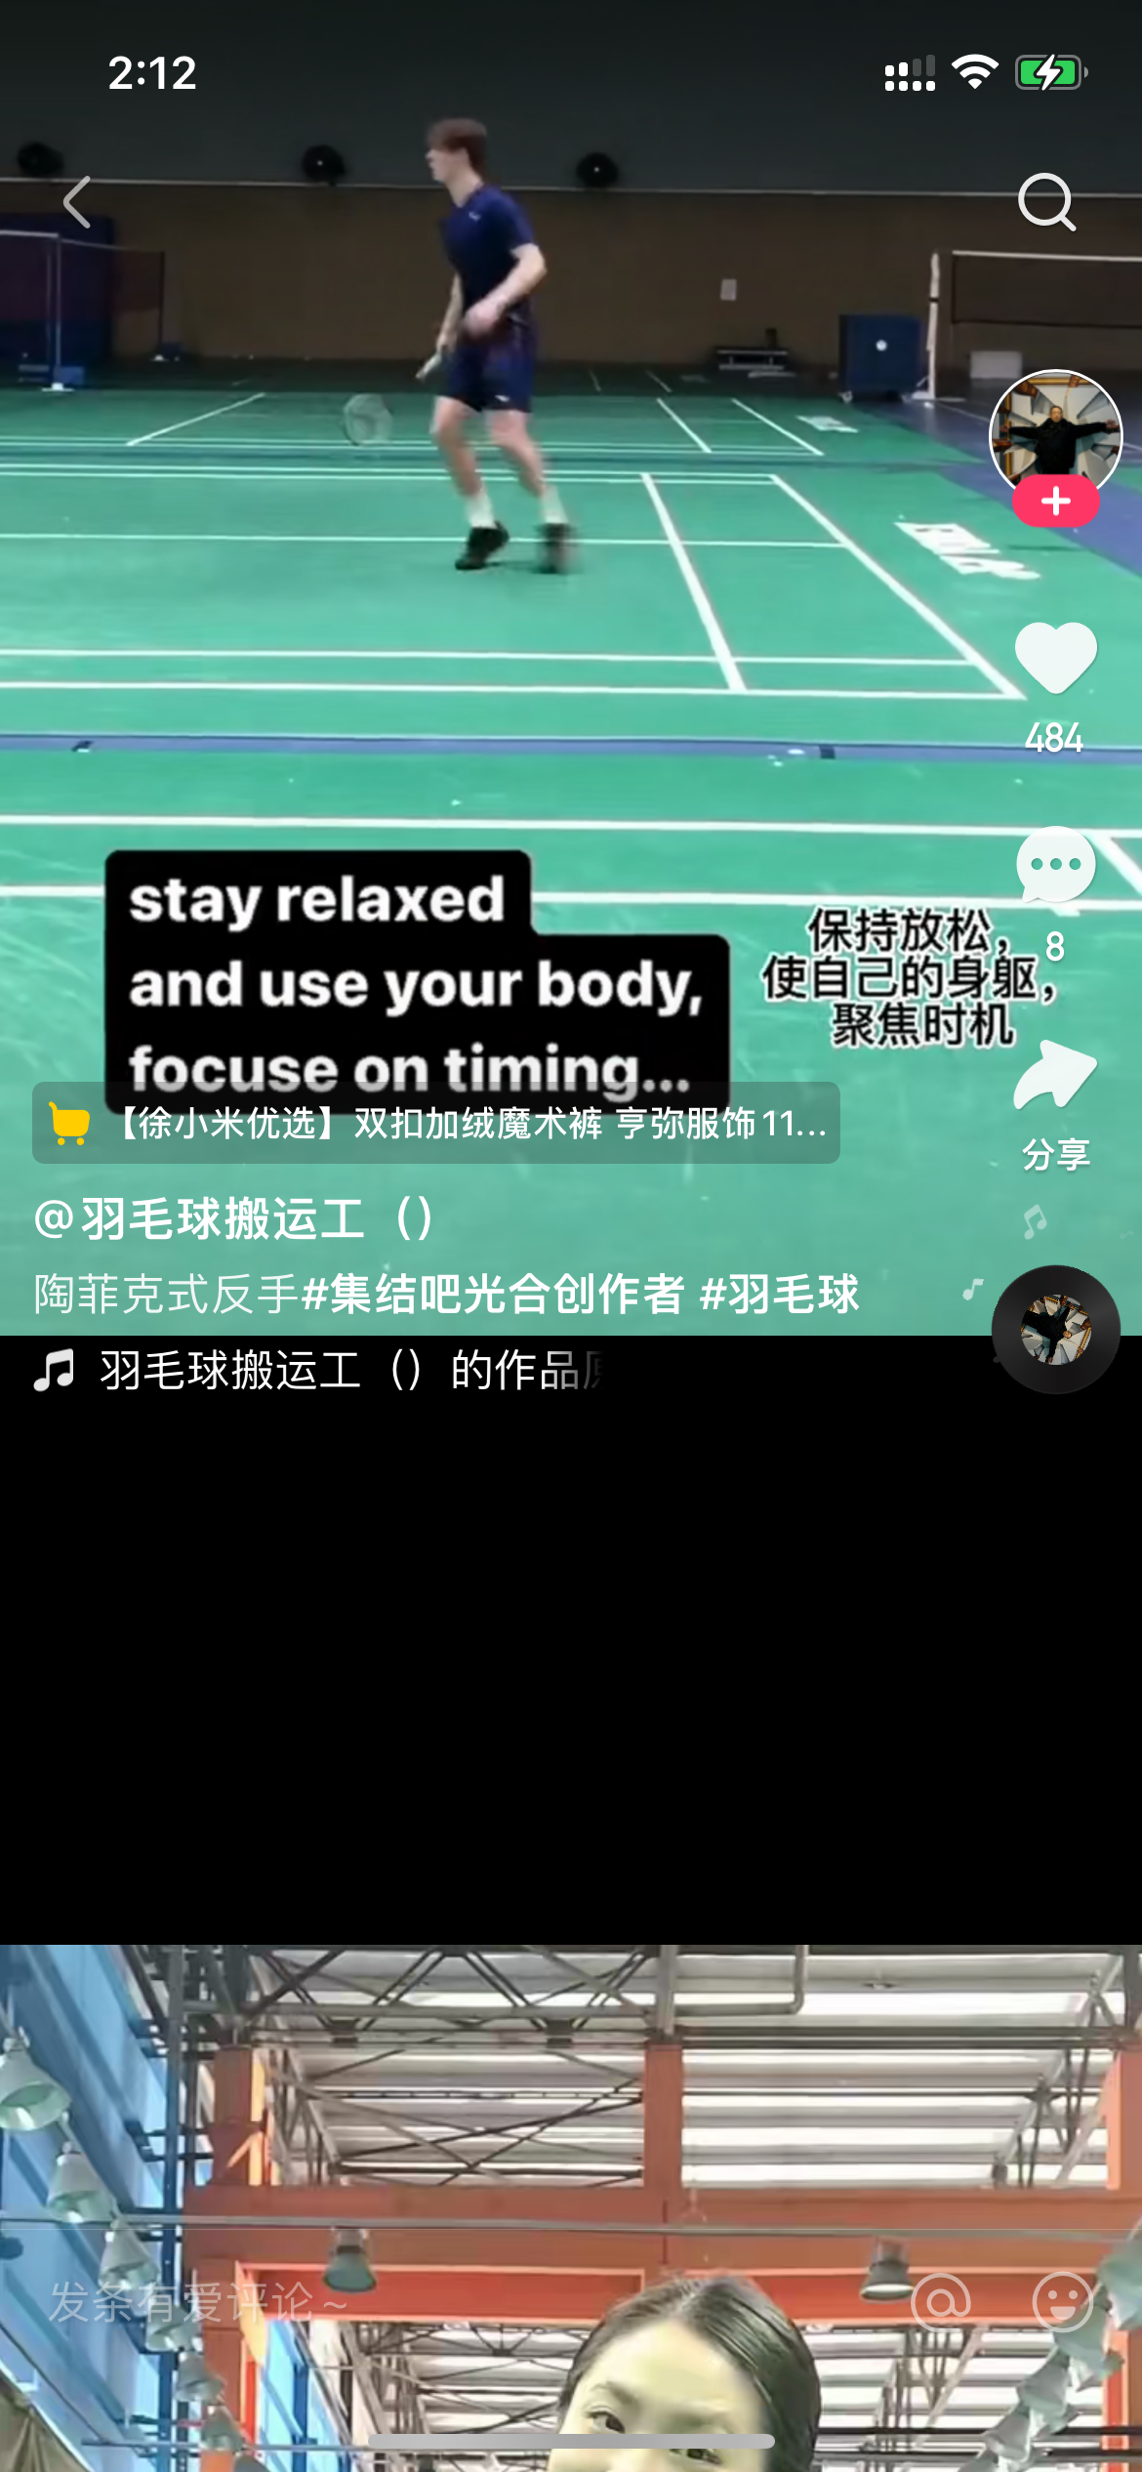 2:12
484
stay relaxed
and use your body,
focuse on timing...
保持放松，
使自己的身躯，
聚焦时机
8
【徐小米优选】双扣加绒魔术裤 亨弥服饰11...
分享
@羽毛球搬运工（）
陶菲克式反手#集结吧光合创作者 #羽毛球
羽毛球搬运工（）的作品原
发条有爱评论~